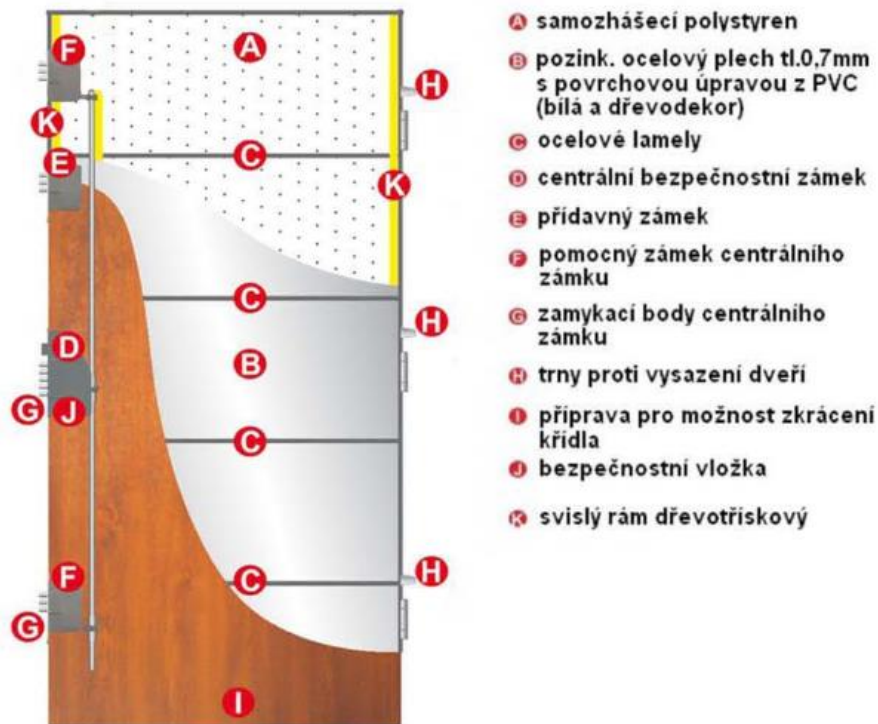 F
A
H
K
C
E
K
C
H
D
B
G
J
C
F
C
H
G
I
A samozhášecí polystyren
B pozink. ocelový plech tl.0,7mm
s povrchovou úpravou z PVC
(bílá a dřevodekor)
C ocelové lamely
D centrální bezpečnostní zámek
E přídavný zámek
F pomocný zámek centrálního
zámku
G zamykací body centrálního
zámku
H trny proti vysazení dveří
I příprava pro možnost zkrácení
křídla
J bezpečnostní vložka
K svislý rám dřevotřískový